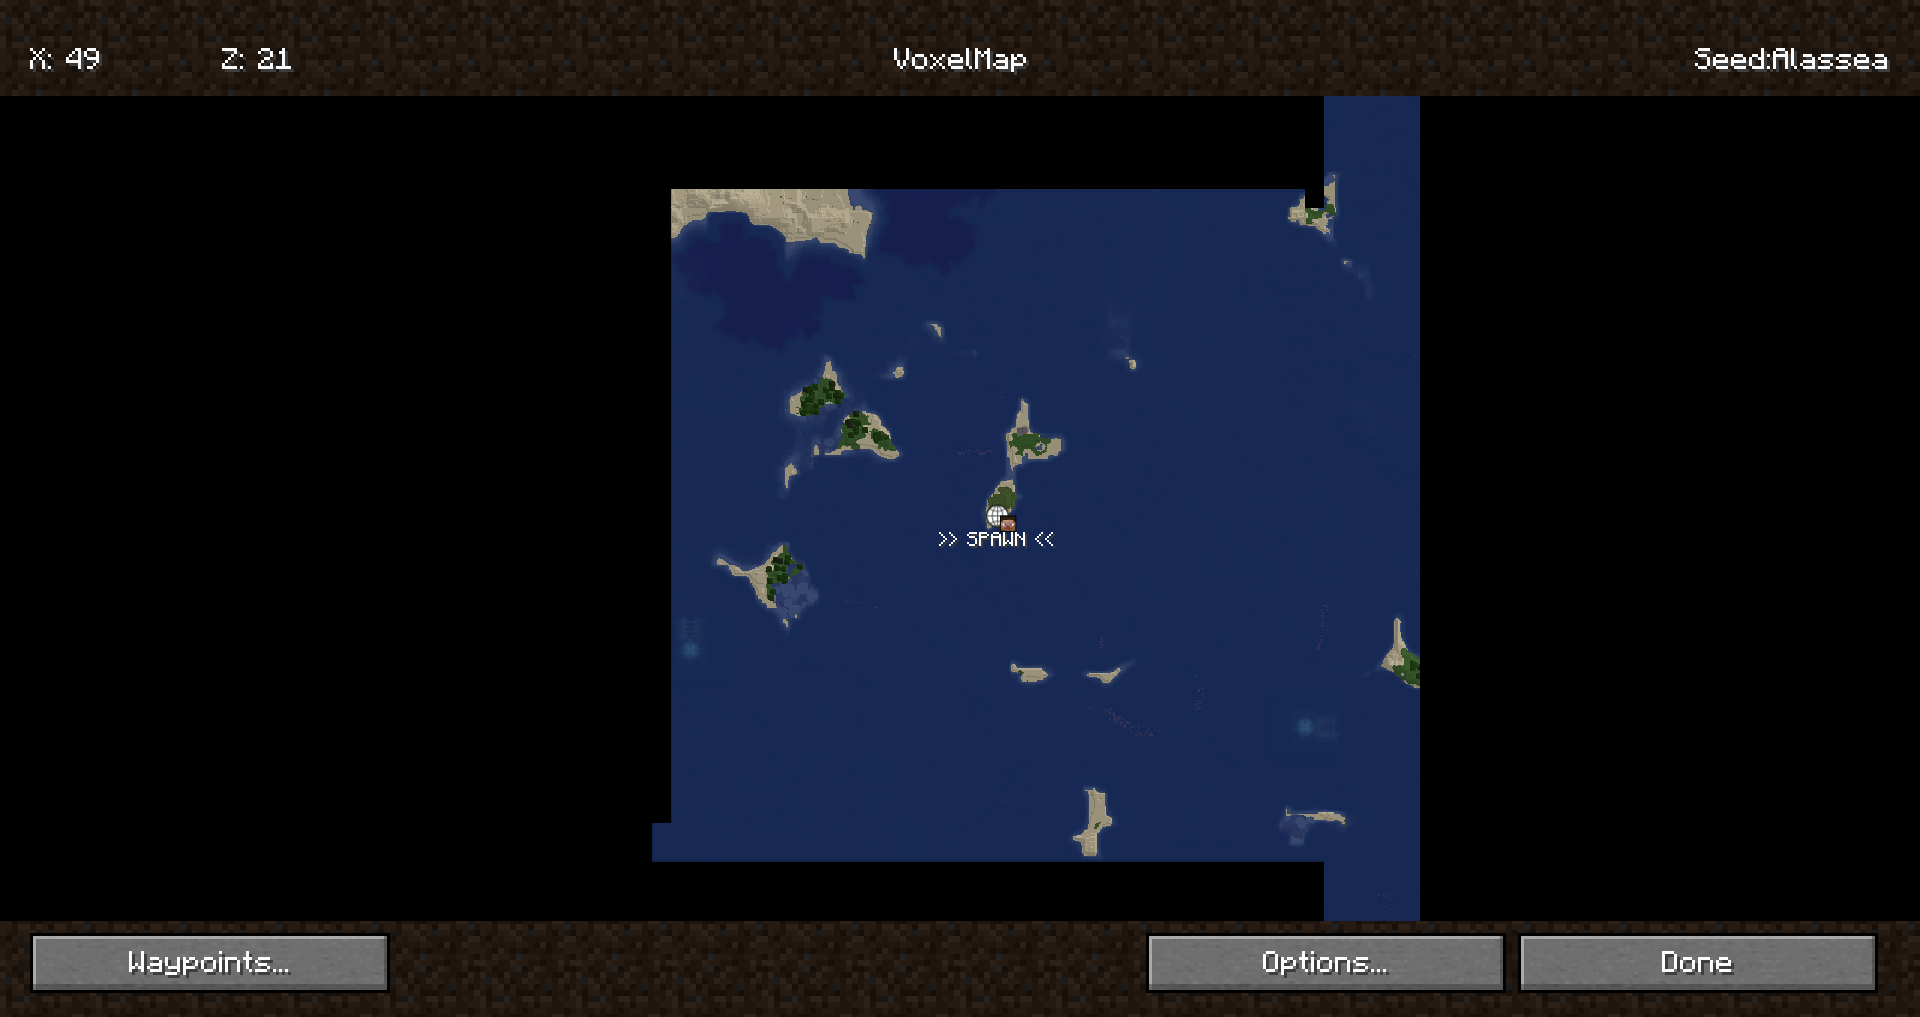 X: 49 Z: 21 VoxelMap Seed:Alassea
>> SPAWN <<
Waypoints... Options... Done